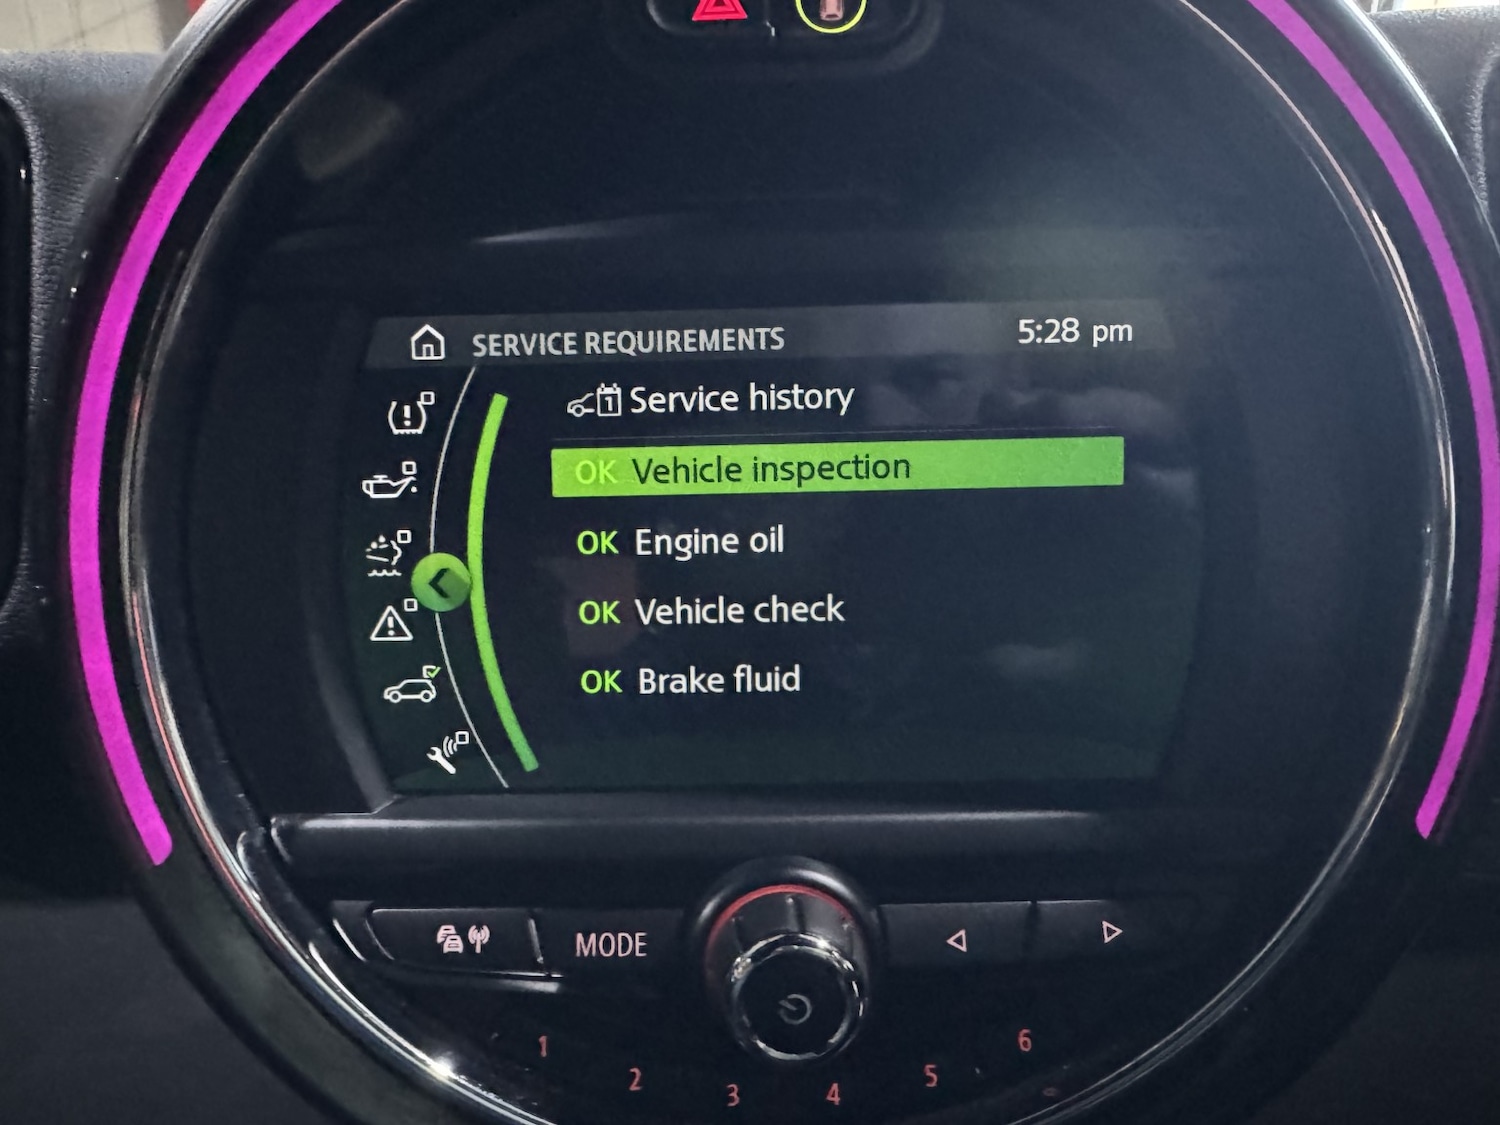 SERVICE REQUIREMENTS 5:28 pm
1 Service history
OK Vehicle inspection
OK Engine oil
OK Vehicle check
OK Brake fluid
MODE
1 2 3 4 5 6